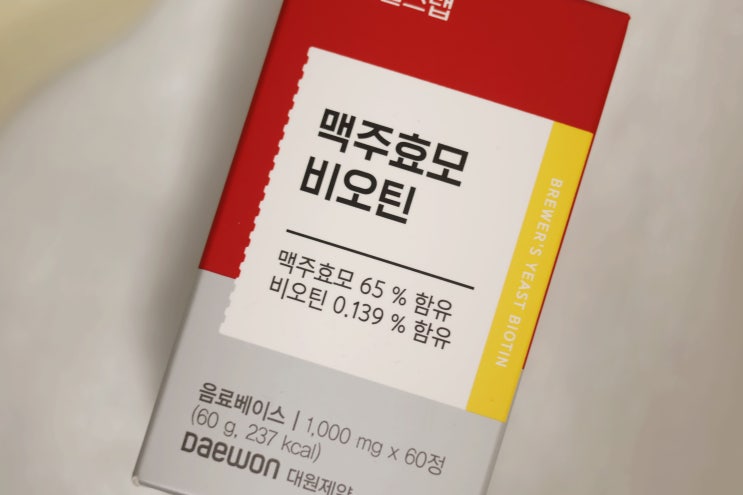 맥주효모
비오틴
맥주효모 65 % 함유
비오틴 0.139 % 함유
BREWER'S YEAST BIOTIN
음료베이스 | 1,000 mg x 60정
(60 g, 237 kcal)
Daewon 대원제약